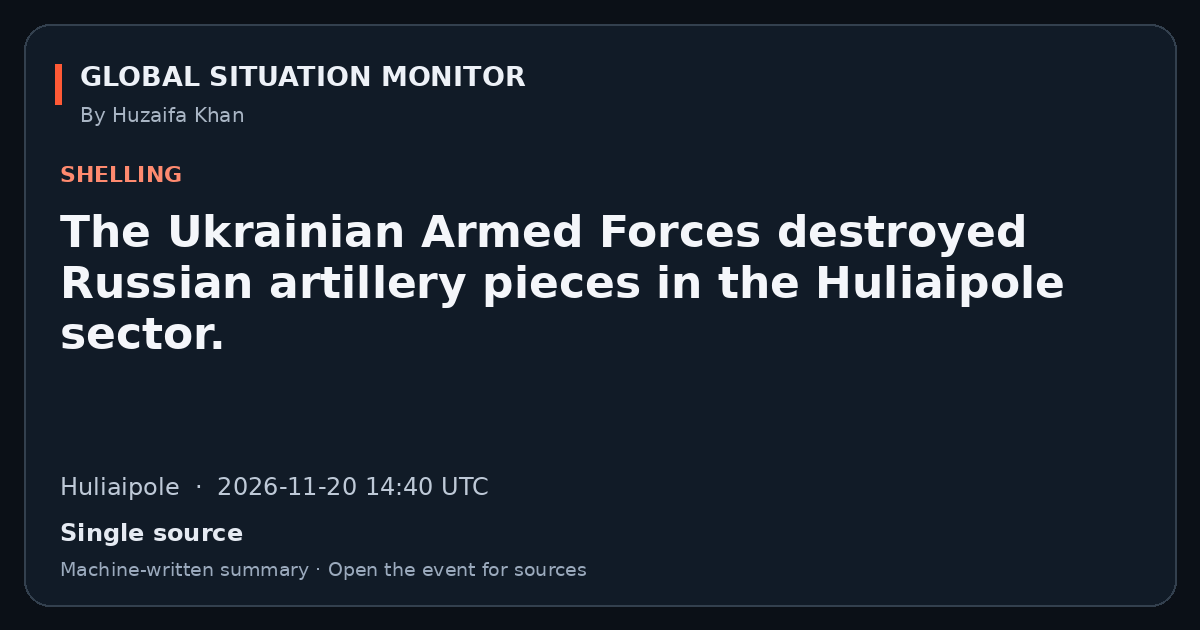 GLOBAL SITUATION MONITOR
By Huzaifa Khan
SHELLING
The Ukrainian Armed Forces destroyed
Russian artillery pieces in the Huliaipole
sector.
Huliaipole · 2026-11-20 14:40 UTC
Single source
Machine-written summary · Open the event for sources